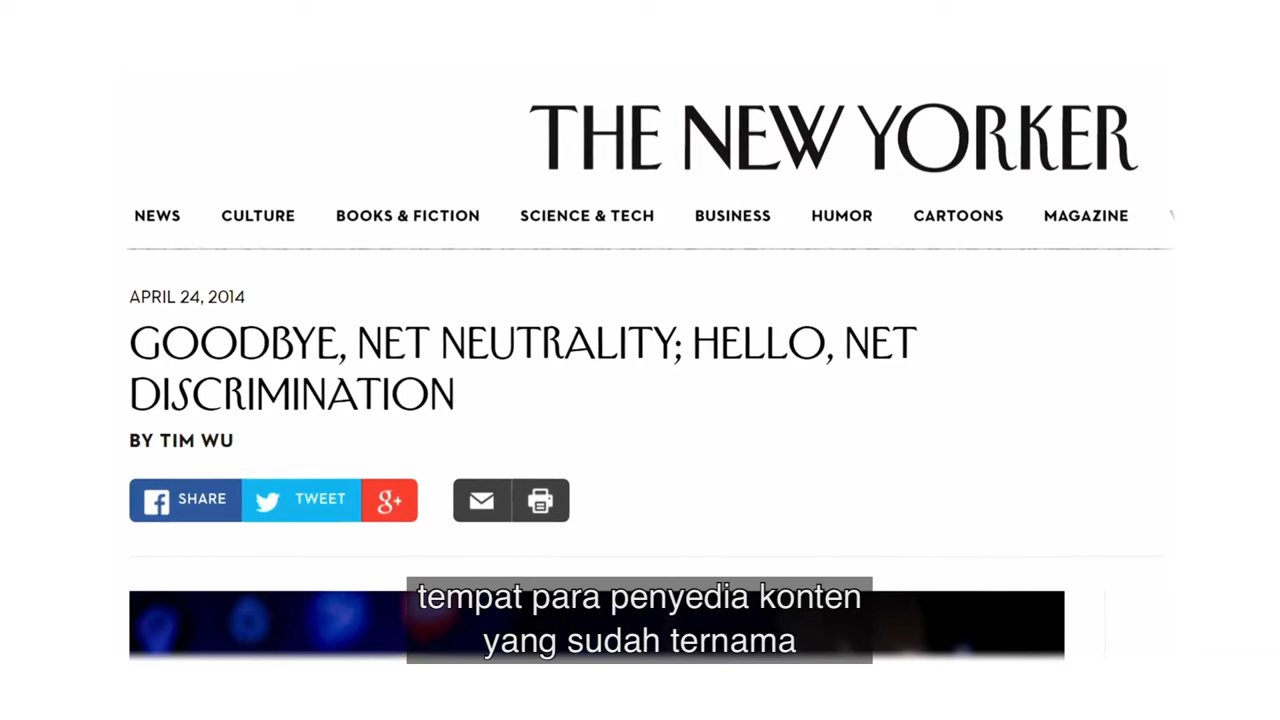 THE NEW YORKER
NEWS CULTURE BOOKS & FICTION SCIENCE & TECH BUSINESS HUMOR CARTOONS MAGAZINE
APRIL 24, 2014
GOODBYE, NET NEUTRALITY; HELLO, NET
DISCRIMINATION
BY TIM WU
SHARE TWEET g+
tempat para penyedia konten
yang sudah ternama